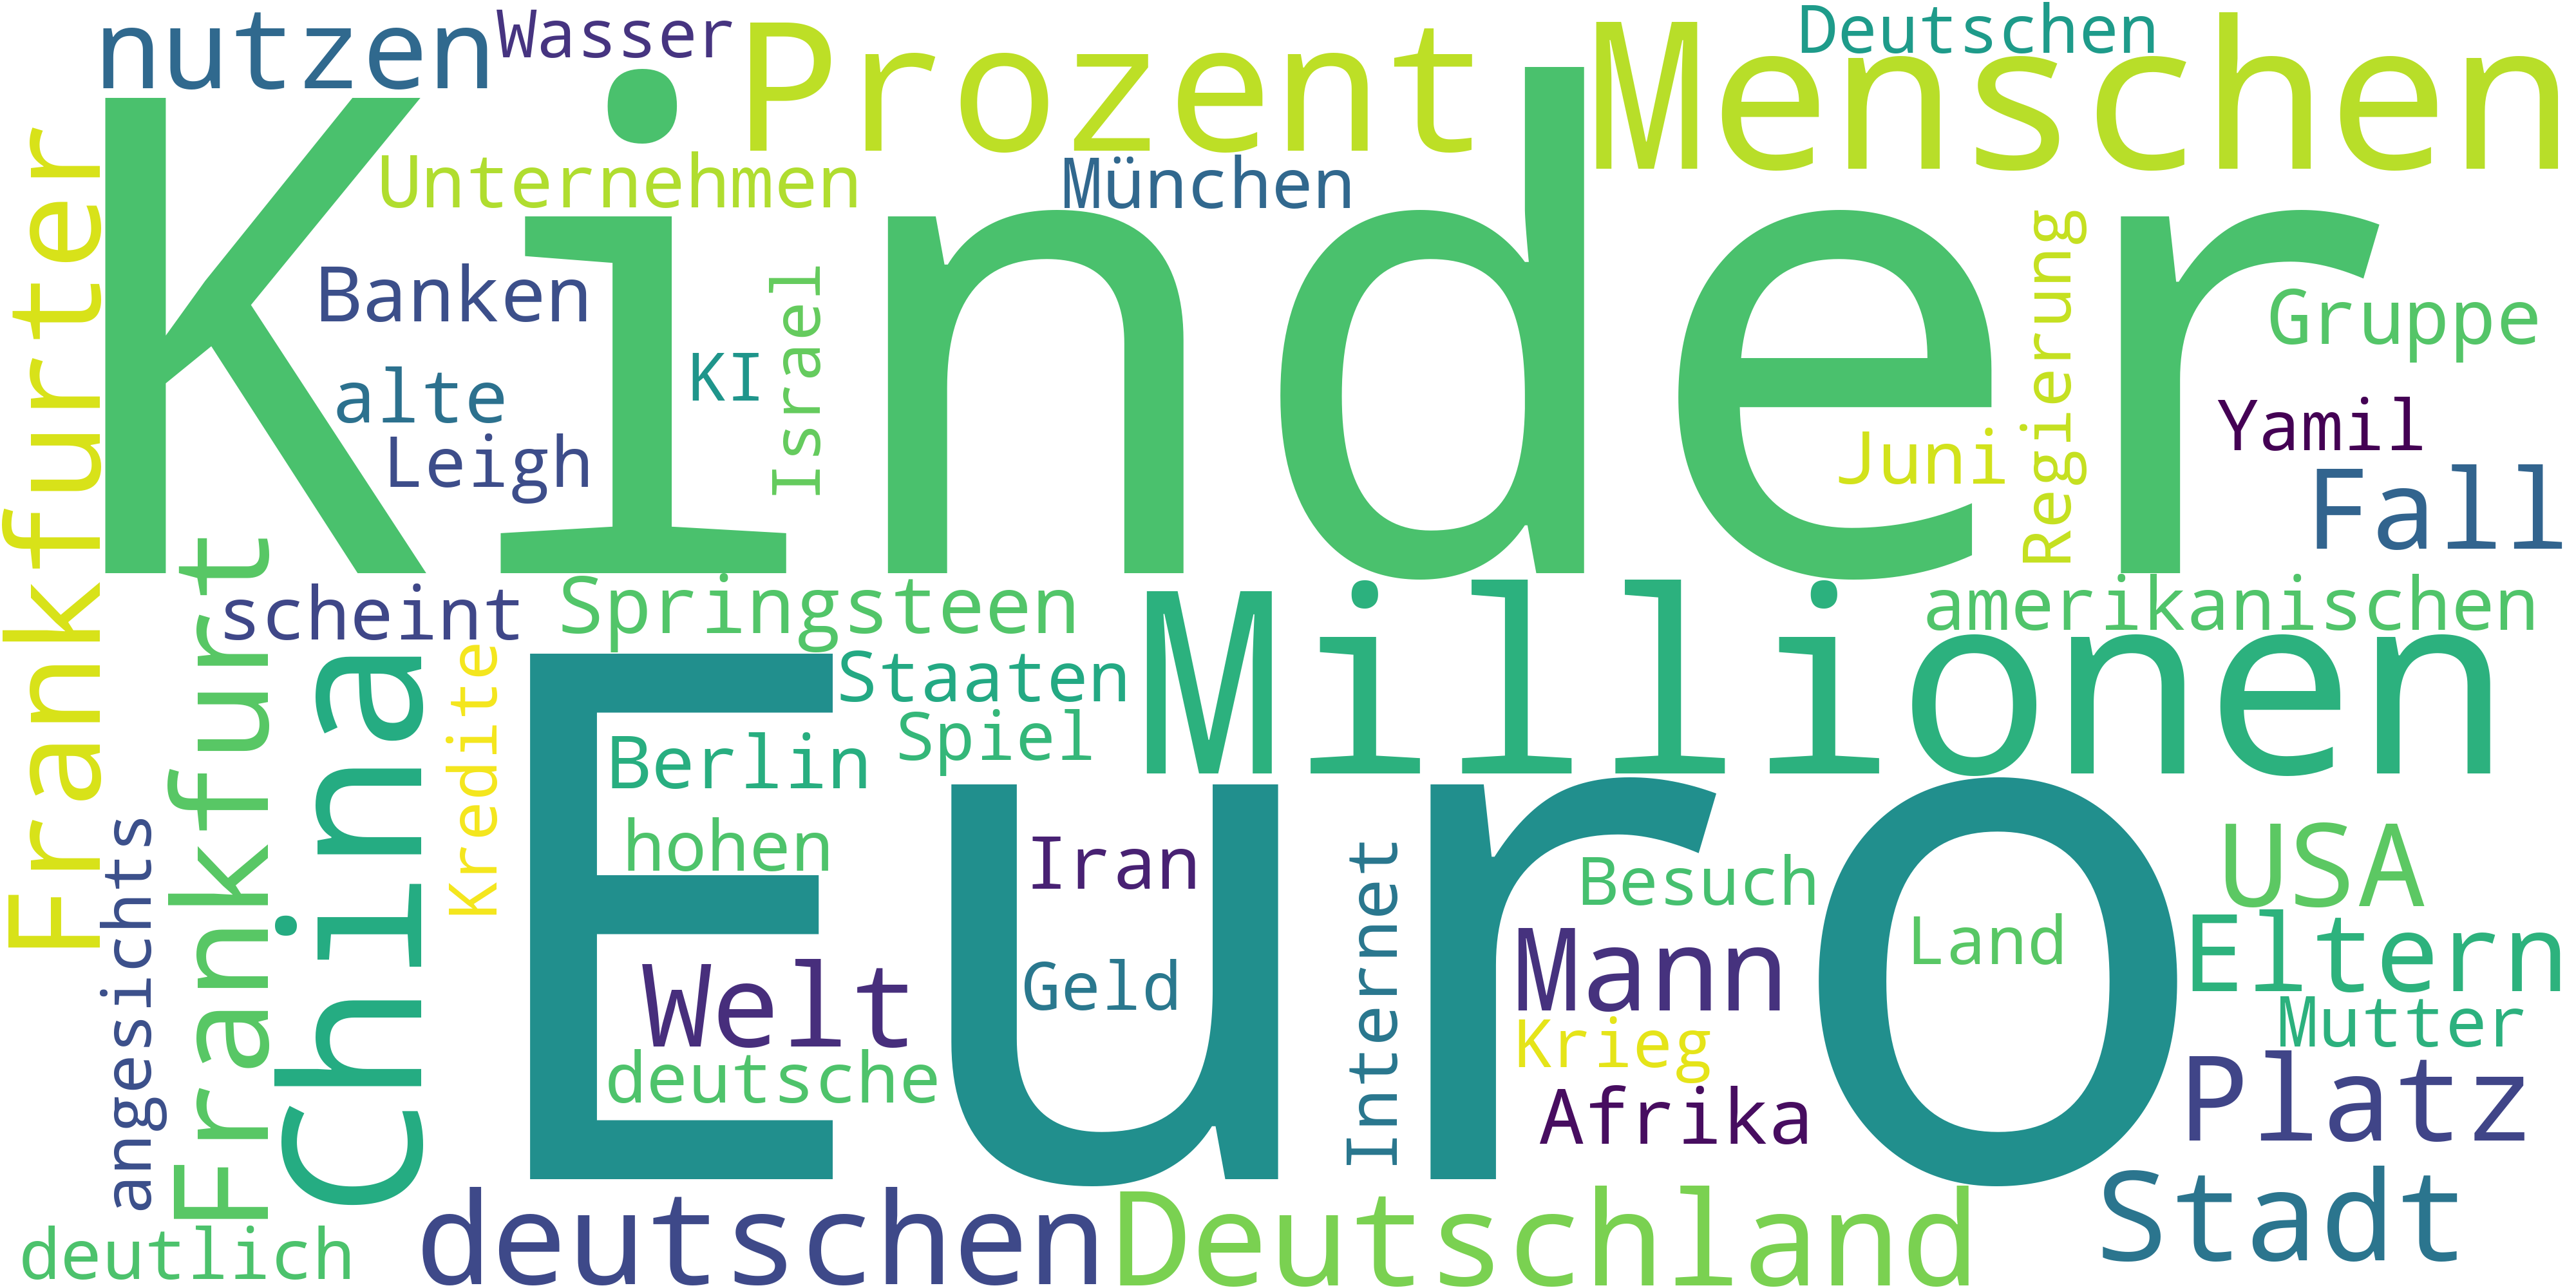 nutzen
Wasser
Prozent
Menschen
Deutschen
Kinder
Unternehmen
München
Frankfurter
Banken
Israel
KI
alte
Leigh
Juni
Regierung
Gruppe
Yamil
Fall
Frankfurt
scheint
Springsteen
Millionen
amerikanischen
China
Kredite
Euro
Staaten
Spiel
Berlin
hohen
Iran
Internet
Besuch
USA
Land
Eltern
angesichts
Welt
Geld
Mann
Krieg
Mutter
deutsche
Afrika
Platz
deutlich
deutschen
Deutschland
Stadt